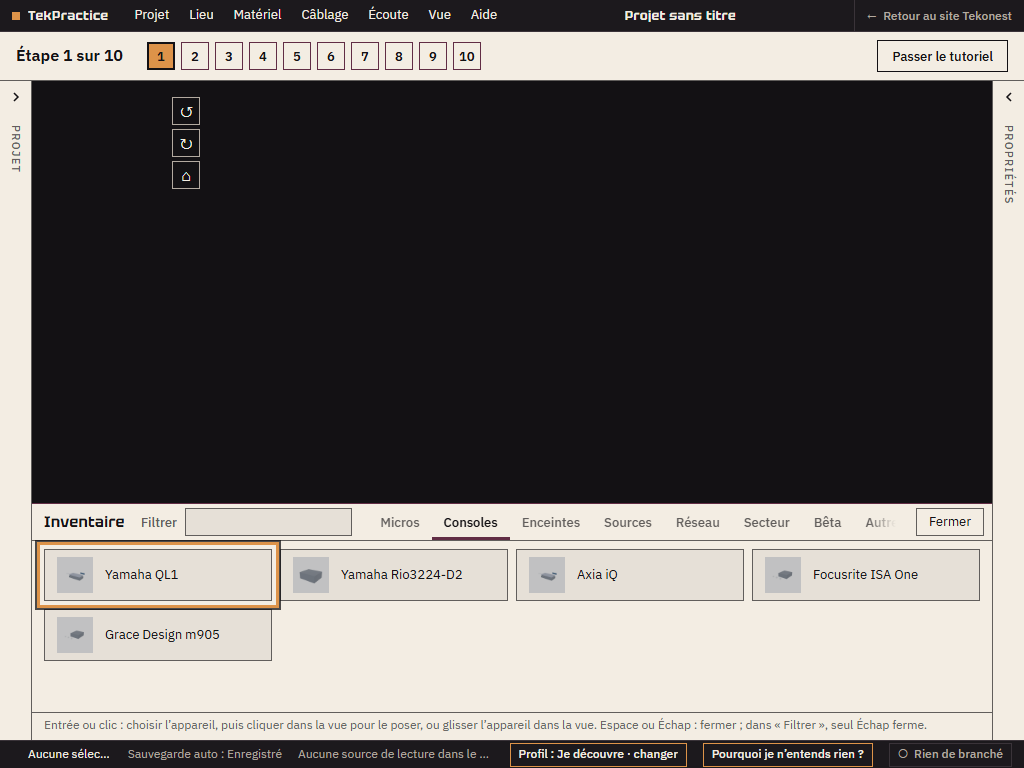 TekPractice Projet Lieu Matériel Câblage Écoute Vue Aide Projet sans titre ← Retour au site Tekonest
Étape 1 sur 10 1 2 3 4 5 6 7 8 9 10 Passer le tutoriel
PROJET
PROPRIÉTÉS
Inventaire Filtrer Micros Consoles Enceintes Sources Réseau Secteur Bêta Autr Fermer
Yamaha QL1 Yamaha Rio3224-D2 Axia iQ Focusrite ISA One
Grace Design m905
Entrée ou clic : choisir l’appareil, puis cliquer dans la vue pour le poser, ou glisser l’appareil dans la vue. Espace ou Échap : fermer ; dans « Filtrer », seul Échap ferme.
Aucune sélec... Sauvegarde auto : Enregistré Aucune source de lecture dans le ... Profil : Je découvre · changer Pourquoi je n’entends rien ? Rien de branché